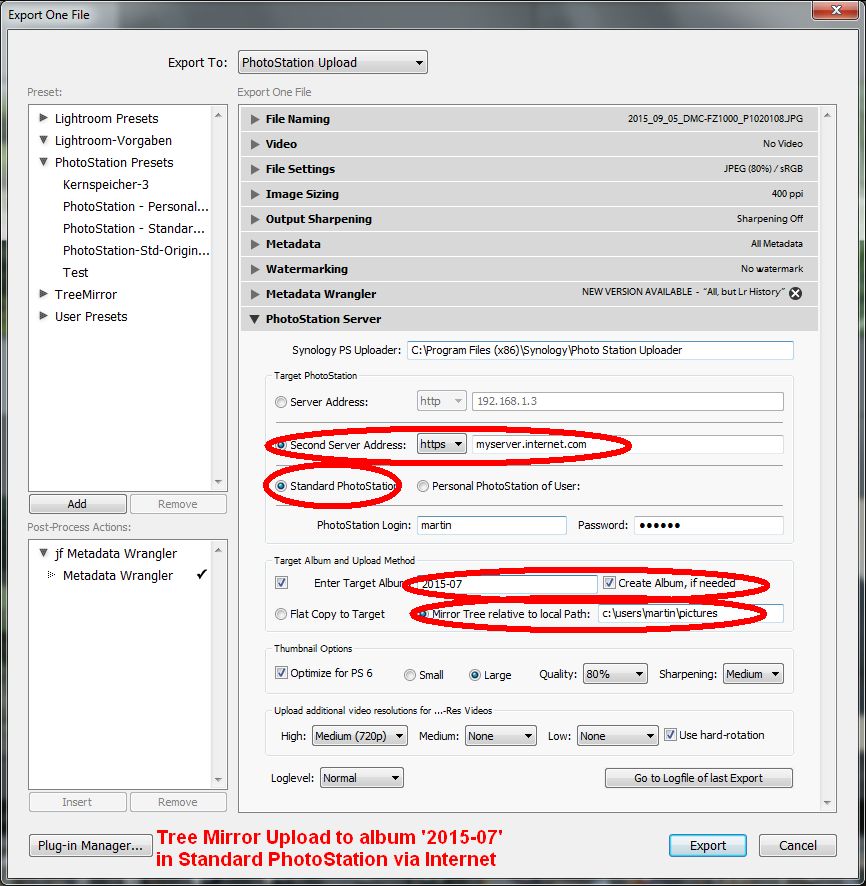 Export One File
Export To: PhotoStation Upload
Preset:
Export One File
Lightroom Presets
Lightroom-Vorgaben
PhotoStation Presets
Kernspeicher-3
PhotoStation - Personal...
PhotoStation - Standar...
PhotoStation-Std-Origin...
Test
TreeMirror
User Presets
Add
Remove
Post-Process Actions:
jf Metadata Wrangler
Metadata Wrangler
Insert
Remove
File Naming 2015_09_05_DMC-FZ1000_P1020108.JPG
Video No Video
File Settings JPEG (80%) / sRGB
Image Sizing 400 ppi
Output Sharpening Sharpening Off
Metadata All Metadata
Watermarking No watermark
Metadata Wrangler NEW VERSION AVAILABLE - “All, but Lr History”
PhotoStation Server
Synology PS Uploader: C:\Program Files (x86)\Synology\Photo Station Uploader
Target PhotoStation
Server Address: http 192.168.1.3
Second Server Address: https myserver.internet.com
Standard PhotoStation Personal PhotoStation of User:
PhotoStation Login: martin Password: ••••••
Target Album and Upload Method
Enter Target Album 2015-07 Create Album, if needed
Flat Copy to Target Mirror Tree relative to local Path: c:\users\martin\pictures
Thumbnail Options
Optimize for PS 6 Small Large Quality: 80% Sharpening: Medium
Upload additional video resolutions for ...-Res Videos
High: Medium (720p) Medium: None Low: None Use hard-rotation
Loglevel: Normal Go to Logfile of last Export
Plug-in Manager...
Tree Mirror Upload to album '2015-07'
in Standard PhotoStation via Internet
Export
Cancel